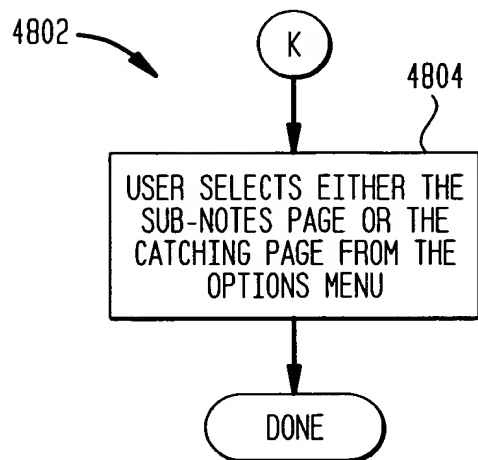 4802
K
4804
USER SELECTS EITHER THE
SUB-NOTES PAGE OR THE
CATCHING PAGE FROM THE
OPTIONS MENU
DONE